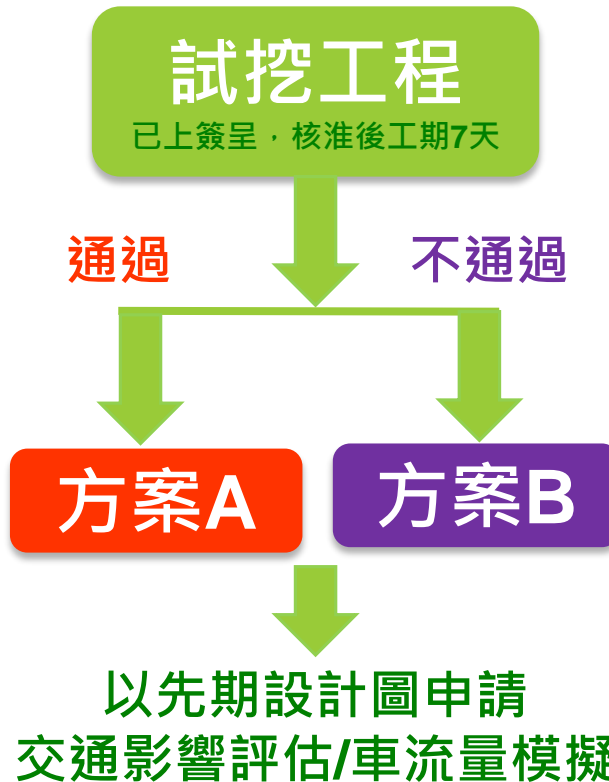 試挖工程
已上簽呈，核淮後工期7天
通過
不通過
方案A
方案B
以先期設計圖申請
交通影響評估/車流量模擬